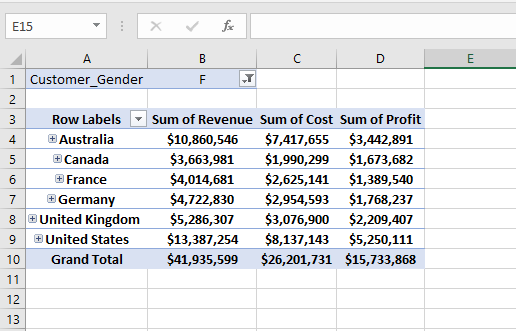 E15 fx
A B C D E
1 Customer_Gender F
2
3 Row Labels Sum of Revenue Sum of Cost Sum of Profit
4 Australia $10,860,546 $7,417,655 $3,442,891
5 Canada $3,663,981 $1,990,299 $1,673,682
6 France $4,014,681 $2,625,141 $1,389,540
7 Germany $4,722,830 $2,954,593 $1,768,237
8 United Kingdom $5,286,307 $3,076,900 $2,209,407
9 United States $13,387,254 $8,137,143 $5,250,111
10 Grand Total $41,935,599 $26,201,731 $15,733,868
11
12
13